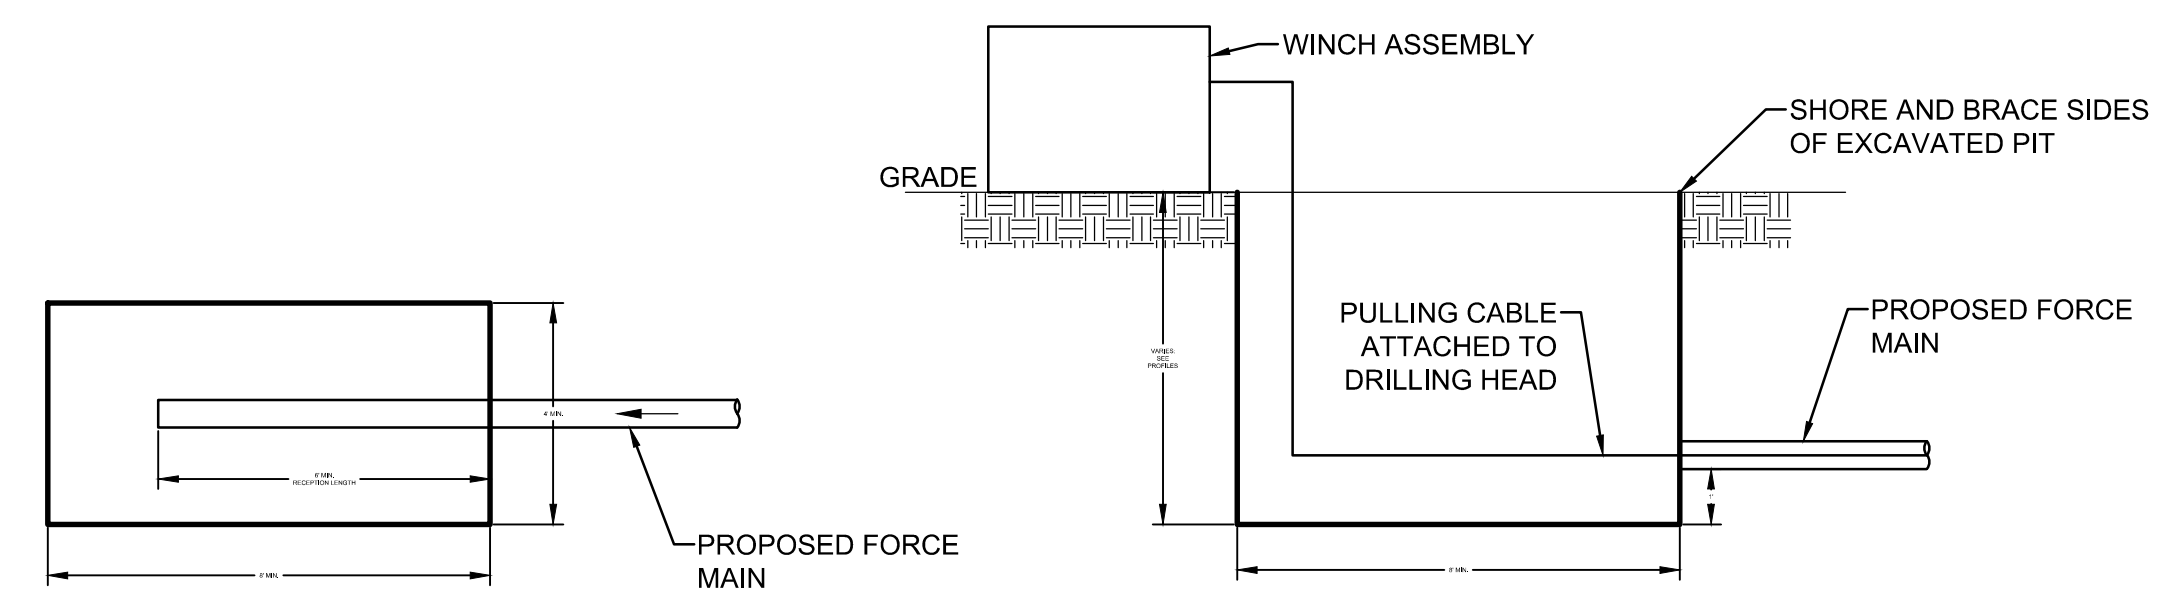 WINCH ASSEMBLY
SHORE AND BRACE SIDES
OF EXCAVATED PIT
GRADE
PULLING CABLE
ATTACHED TO
DRILLING HEAD
PROPOSED FORCE
MAIN
VARIES:
SEE
PROFILES
4' MIN.
6' MIN.
RECEPTION LENGTH
1'
PROPOSED FORCE
MAIN
8' MIN.
8' MIN.